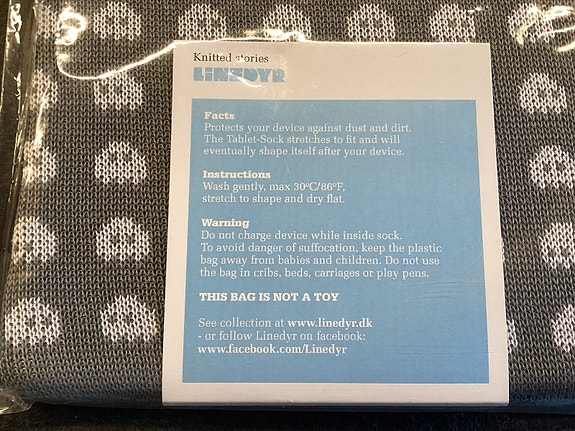 Knitted stories
LINEDYR
Facts
Protects your device against dust and dirt.
The Tablet-Sock stretches to fit and will
eventually shape itself after your device.
Instructions
Wash gently, max 30°C/86°F,
stretch to shape and dry flat.
Warning
Do not charge device while inside sock.
To avoid danger of suffocation, keep the plastic
bag away from babies and children. Do not use
the bag in cribs, beds, carriages or play pens.
THIS BAG IS NOT A TOY
See collection at www.linedyr.dk
- or follow Linedyr on facebook:
www.facebook.com/Linedyr